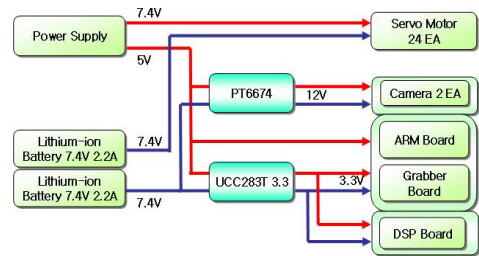 7.4V
Power Supply
5V
Servo Motor
24 EA
PT6674
12V
Camera 2 EA
Lithium-ion
Battery 7.4V 2.2A
7.4V
ARM Board
Lithium-ion
Battery 7.4V 2.2A
7.4V
UCC283T 3.3
3.3V
Grabber
Board
DSP Board